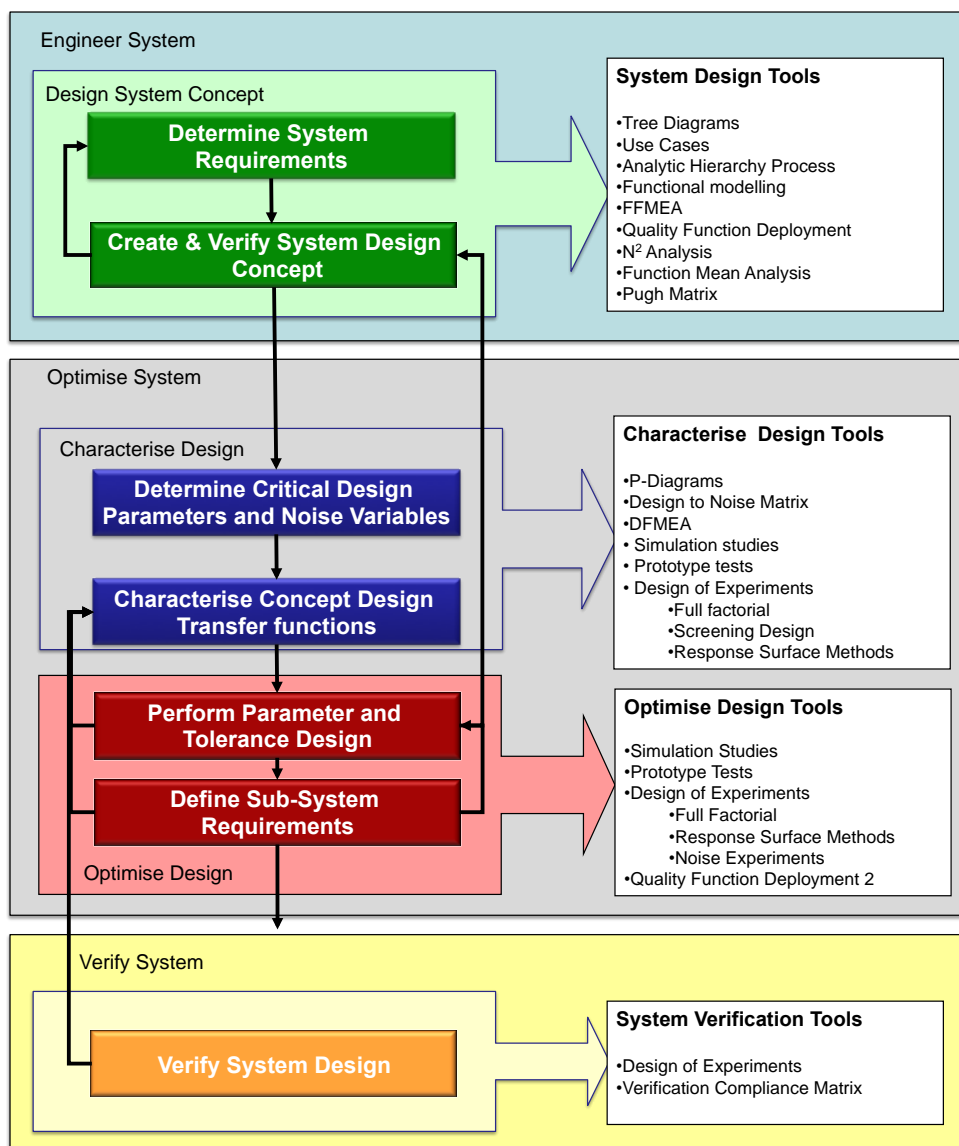 Engineer System
Design System Concept
Determine System
Requirements
Create & Verify System Design
Concept
System Design Tools
•Tree Diagrams
•Use Cases
•Analytic Hierarchy Process
•Functional modelling
•FFMEA
•Quality Function Deployment
•N² Analysis
•Function Mean Analysis
•Pugh Matrix
Optimise System
Characterise Design
Determine Critical Design
Parameters and Noise Variables
Characterise Concept Design
Transfer functions
Characterise Design Tools
•P-Diagrams
•Design to Noise Matrix
•DFMEA
• Simulation studies
• Prototype tests
• Design of Experiments
•Full factorial
•Screening Design
•Response Surface Methods
Perform Parameter and
Tolerance Design
Define Sub-System
Requirements
Optimise Design
Optimise Design Tools
•Simulation Studies
•Prototype Tests
•Design of Experiments
•Full Factorial
•Response Surface Methods
•Noise Experiments
•Quality Function Deployment 2
Verify System
Verify System Design
System Verification Tools
•Design of Experiments
•Verification Compliance Matrix